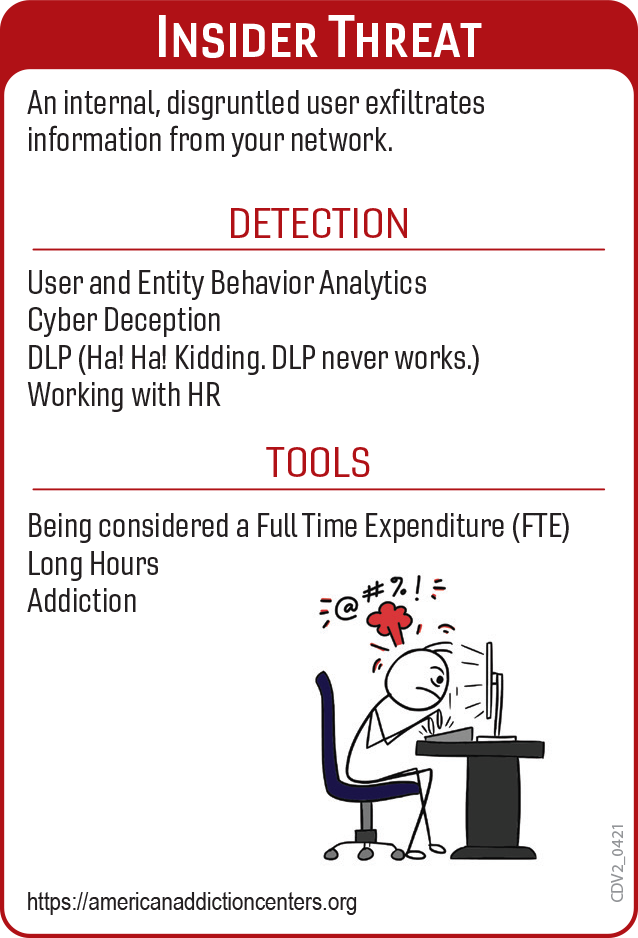 INSIDER THREAT
An internal, disgruntled user exfiltrates
information from your network.
DETECTION
User and Entity Behavior Analytics
Cyber Deception
DLP (Ha! Ha! Kidding. DLP never works.)
Working with HR
TOOLS
Being considered a Full Time Expenditure (FTE)
Long Hours
Addiction
@#%!
https://americanaddictioncenters.org
CDV2_0421